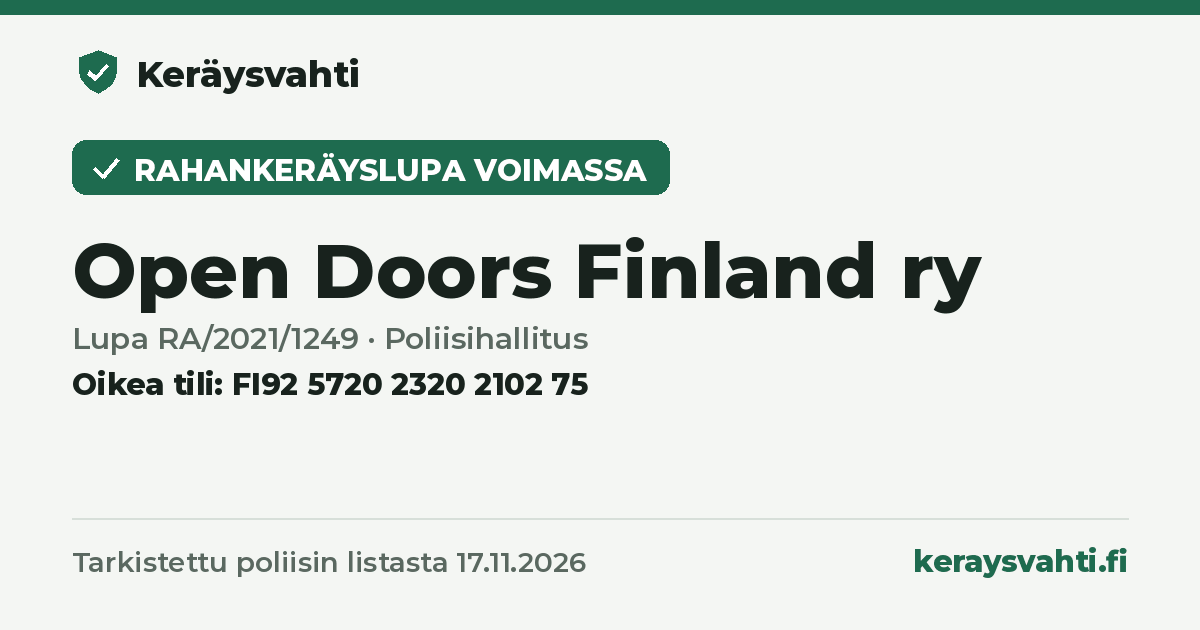 Keräysvahti
RAHANKERÄYSLUPA VOIMASSA
Open Doors Finland ry
Lupa RA/2021/1249 · Poliisihallitus
Oikea tili: FI92 5720 2320 2102 75
Tarkistettu poliisin listasta 17.11.2026
keraysvahti.fi